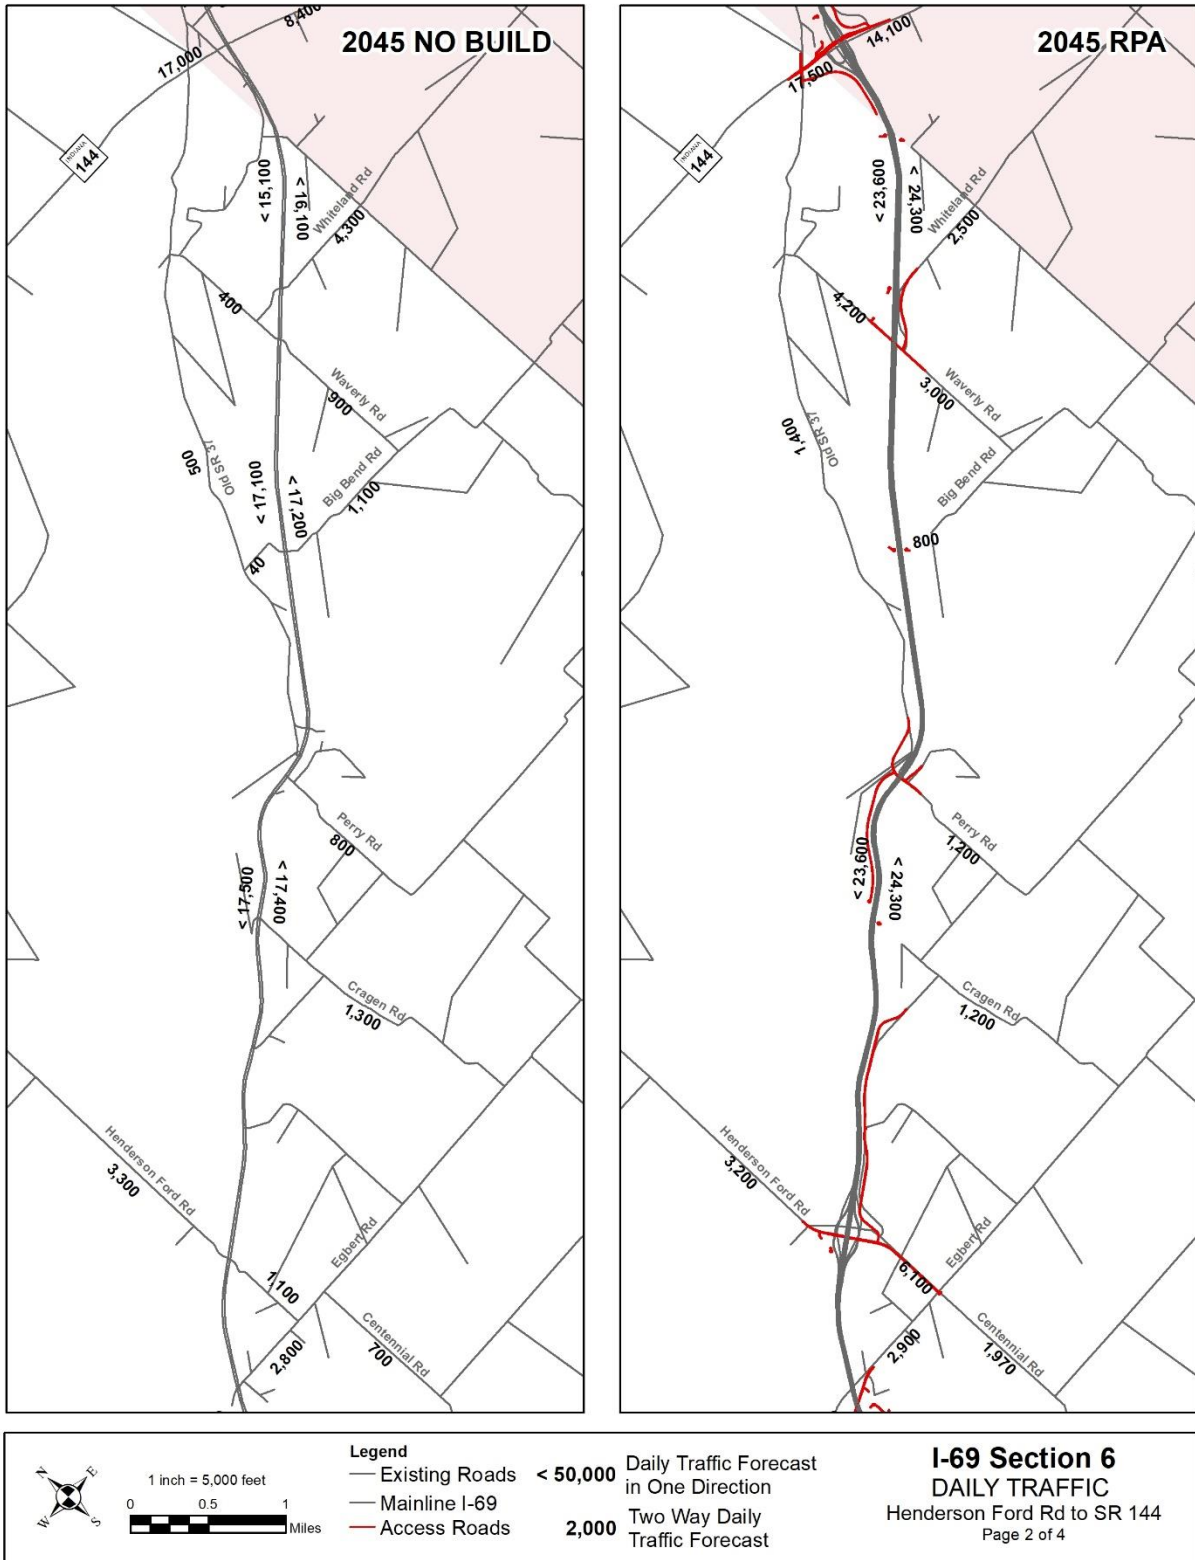 2045 NO BUILD
8,400
17,000
INDIANA
144
< 15,100
< 16,100
Whiteland Rd
4,300
400
Waverly Rd
900
Old SR 37
500
< 17,100
< 17,200
Big Bend Rd
1,100
40
Perry Rd
800
< 17,500
< 17,400
Cragen Rd
1,300
Henderson Ford Rd
3,300
Egbert Rd
1,100
2,800
Centennial Rd
700
2045 RPA
14,100
17,500
INDIANA
144
< 23,600
< 24,300
Whiteland Rd
2,500
4,200
Waverly Rd
3,000
Old SR 37
1,400
Big Bend Rd
800
Perry Rd
1,200
< 23,600
< 24,300
Cragen Rd
1,200
Henderson Ford Rd
3,200
Egbert Rd
6,100
2,900
Centennial Rd
1,970
N
E
W
S
1 inch = 5,000 feet
0 0.5 1
Miles
Legend
Existing Roads
Mainline I-69
Access Roads
< 50,000 Daily Traffic Forecast
in One Direction
2,000 Two Way Daily
Traffic Forecast
I-69 Section 6
DAILY TRAFFIC
Henderson Ford Rd to SR 144
Page 2 of 4